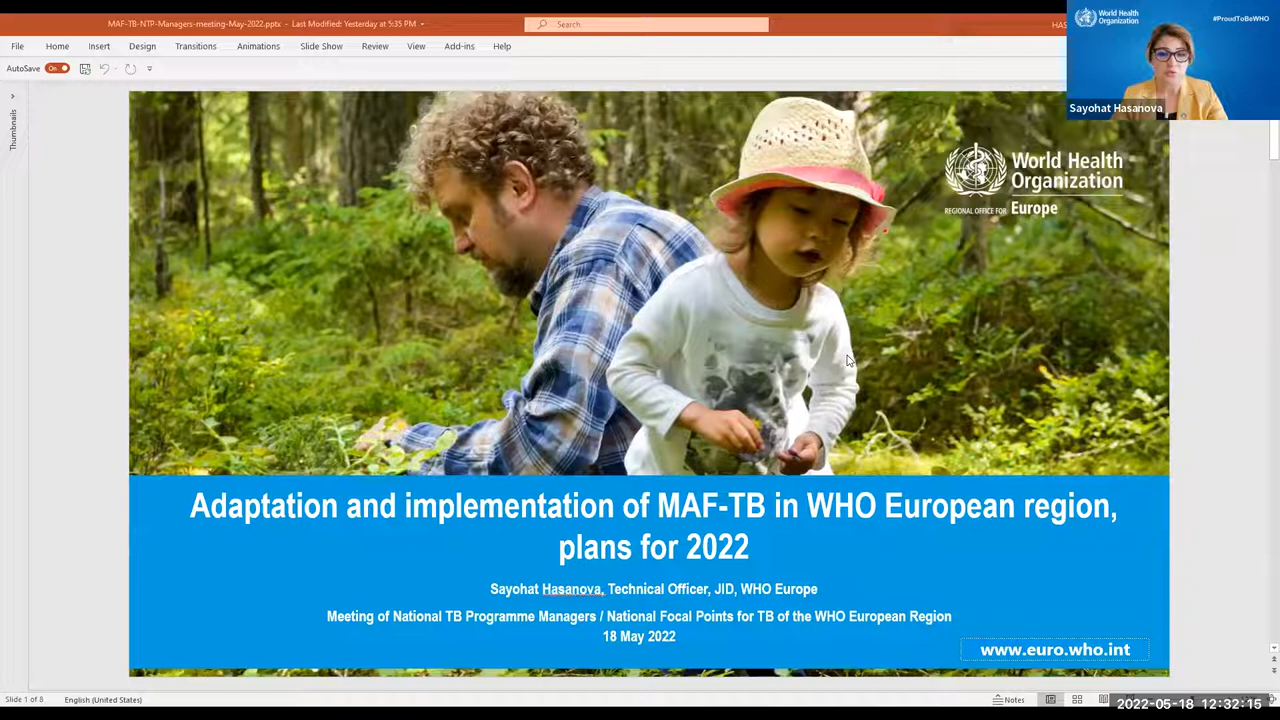 MAF-TB-NTP-Managers-meeting-May-2022.pptx - Last Modified: Yesterday at 5:35 PM
Search
HAS
World Health Organization
#ProudToBeWHO
File Home Insert Design Transitions Animations Slide Show Review View Add-ins Help
AutoSave On
Sayohat Hasanova
Thumbnails
World Health
Organization
REGIONAL OFFICE FOR Europe
Adaptation and implementation of MAF-TB in WHO European region,
plans for 2022
Sayohat Hasanova, Technical Officer, JID, WHO Europe
Meeting of National TB Programme Managers / National Focal Points for TB of the WHO European Region
18 May 2022
www.euro.who.int
Slide 1 of 8 English (United States) Notes
2022-05-18 12:32:15